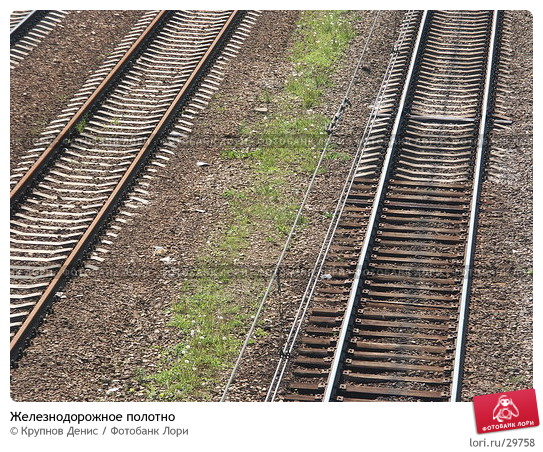 Железнодорожное полотно
© Крупнов Денис / Фотобанк Лори
ФОТОБАНК ЛОРИ
lori.ru/29758